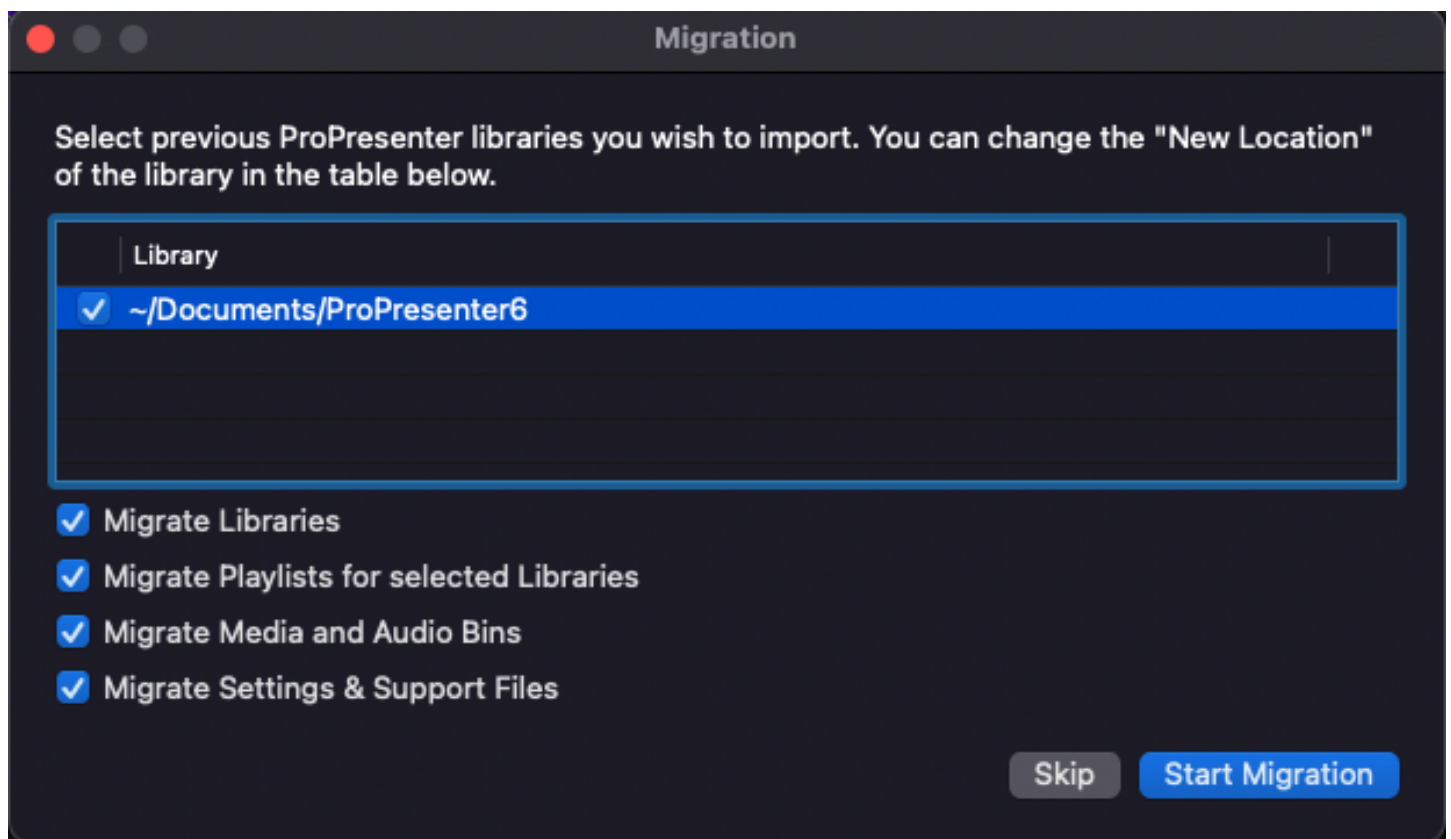 Migration
Select previous ProPresenter libraries you wish to import. You can change the "New Location"
of the library in the table below.
Library
~/Documents/ProPresenter6
Migrate Libraries
Migrate Playlists for selected Libraries
Migrate Media and Audio Bins
Migrate Settings & Support Files
Skip
Start Migration